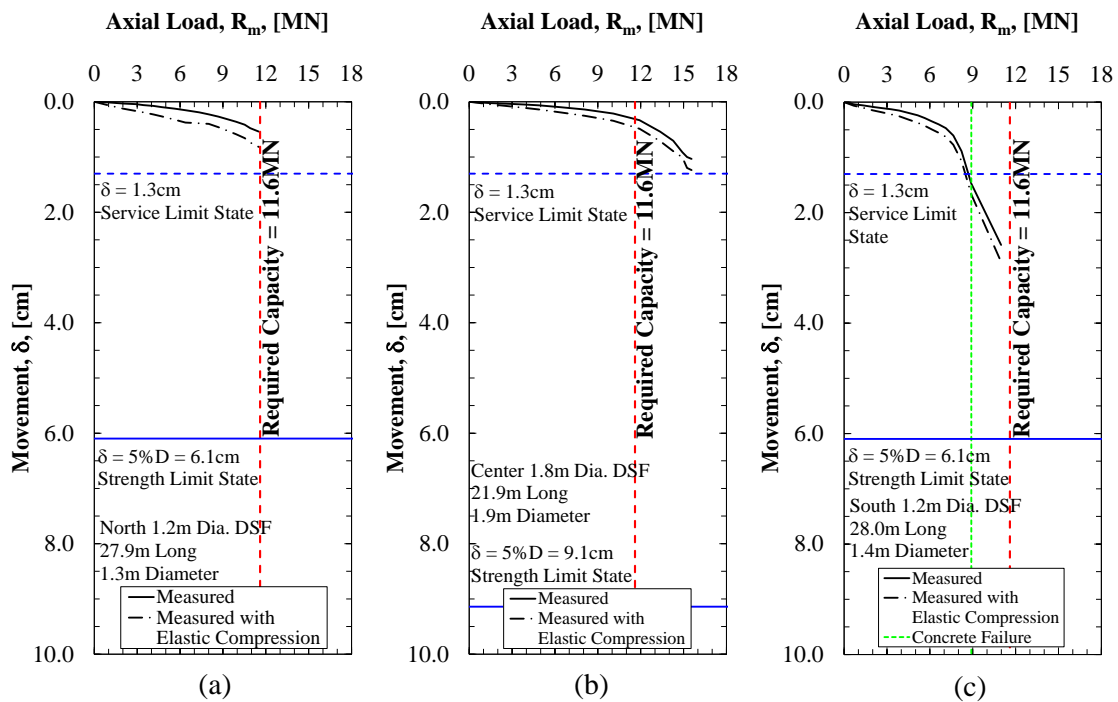 Axial Load, Rm, [MN]
0 3 6 9 12 15 18
0.0
2.0
4.0
6.0
8.0
10.0
Movement, δ, [cm]
δ = 1.3cm
Service Limit State
Required Capacity = 11.6MN
δ = 5%D = 6.1cm
Strength Limit State
North 1.2m Dia. DSF
27.9m Long
1.3m Diameter
Measured
Measured with
Elastic Compression
(a)
Axial Load, Rm, [MN]
0 3 6 9 12 15 18
0.0
2.0
4.0
6.0
8.0
10.0
Movement, δ, [cm]
δ = 1.3cm
Service Limit State
Required Capacity = 11.6MN
Center 1.8m Dia. DSF
21.9m Long
1.9m Diameter
δ = 5%D = 9.1cm
Strength Limit State
Measured
Measured with
Elastic Compression
(b)
Axial Load, Rm, [MN]
0 3 6 9 12 15 18
0.0
2.0
4.0
6.0
8.0
10.0
Movement, δ, [cm]
δ = 1.3cm
Service Limit
State
Required Capacity = 11.6MN
δ = 5%D = 6.1cm
Strength Limit State
South 1.2m Dia. DSF
28.0m Long
1.4m Diameter
Measured
Measured with
Elastic Compression
Concrete Failure
(c)